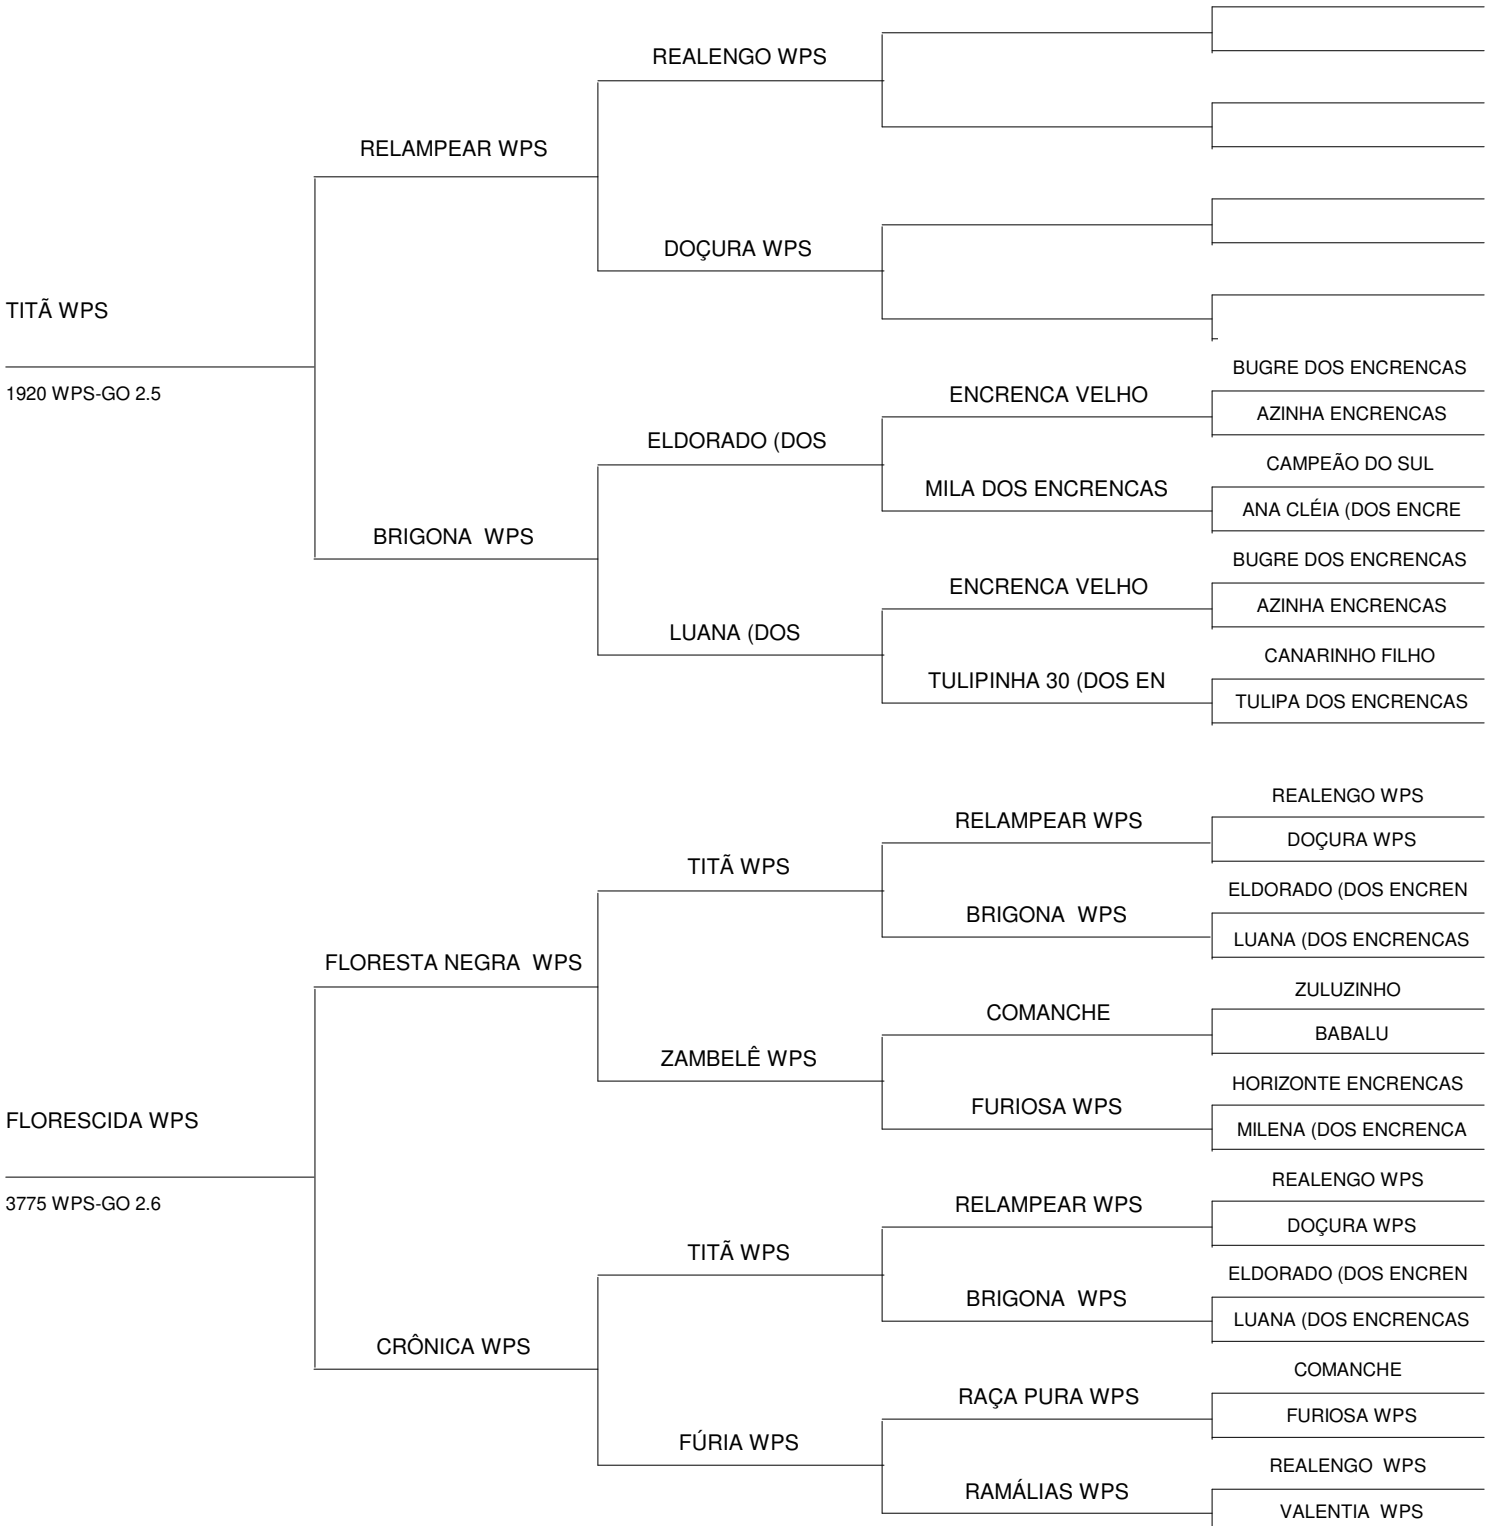 REALENGO WPS
RELAMPEAR WPS
DOÇURA WPS
TITÃ WPS
1920 WPS-GO 2.5
BUGRE DOS ENCRENCAS
ENCRENCA VELHO
AZINHA ENCRENCAS
ELDORADO (DOS
CAMPEÃO DO SUL
MILA DOS ENCRENCAS
ANA CLÉIA (DOS ENCRE
BRIGONA  WPS
BUGRE DOS ENCRENCAS
ENCRENCA VELHO
AZINHA ENCRENCAS
LUANA (DOS
CANARINHO FILHO
TULIPINHA 30 (DOS EN
TULIPA DOS ENCRENCAS
REALENGO WPS
RELAMPEAR WPS
DOÇURA WPS
TITÃ WPS
ELDORADO (DOS ENCREN
BRIGONA  WPS
LUANA (DOS ENCRENCAS
FLORESTA NEGRA  WPS
ZULUZINHO
COMANCHE
BABALU
ZAMBELÊ WPS
HORIZONTE ENCRENCAS
FURIOSA WPS
MILENA (DOS ENCRENCA
FLORESCIDA WPS
3775 WPS-GO 2.6
REALENGO WPS
RELAMPEAR WPS
DOÇURA WPS
TITÃ WPS
ELDORADO (DOS ENCREN
BRIGONA  WPS
LUANA (DOS ENCRENCAS
CRÔNICA WPS
COMANCHE
RAÇA PURA WPS
FURIOSA WPS
FÚRIA WPS
REALENGO  WPS
RAMÁLIAS WPS
VALENTIA  WPS